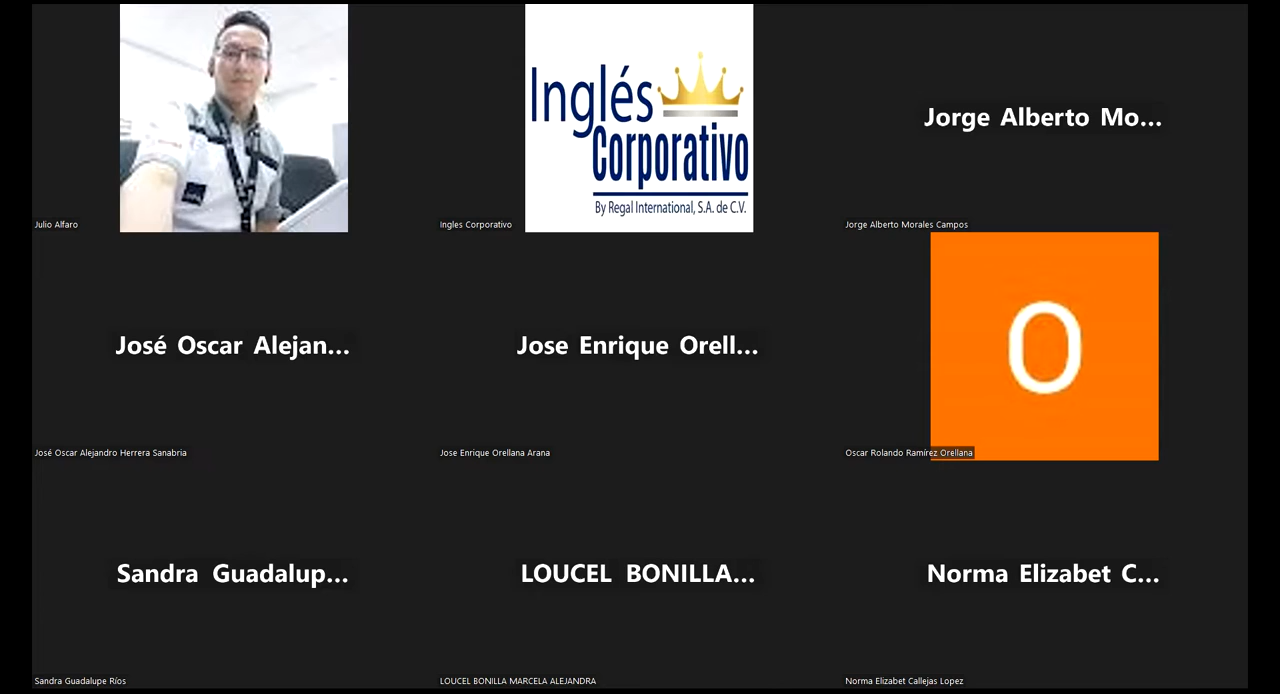 Julio Alfaro
Inglés
Corporativo
By Regal International, S.A. de C.V.
Ingles Corporativo
Jorge Alberto Mo...
Jorge Alberto Morales Campos
José Oscar Alejan...
José Oscar Alejandro Herrera Sanabria
Jose Enrique Orell...
Jose Enrique Orellana Arana
O
Oscar Rolando Ramírez Orellana
Sandra Guadalup...
Sandra Guadalupe Ríos
LOUCEL BONILLA...
LOUCEL BONILLA MARCELA ALEJANDRA
Norma Elizabet C...
Norma Elizabet Callejas Lopez